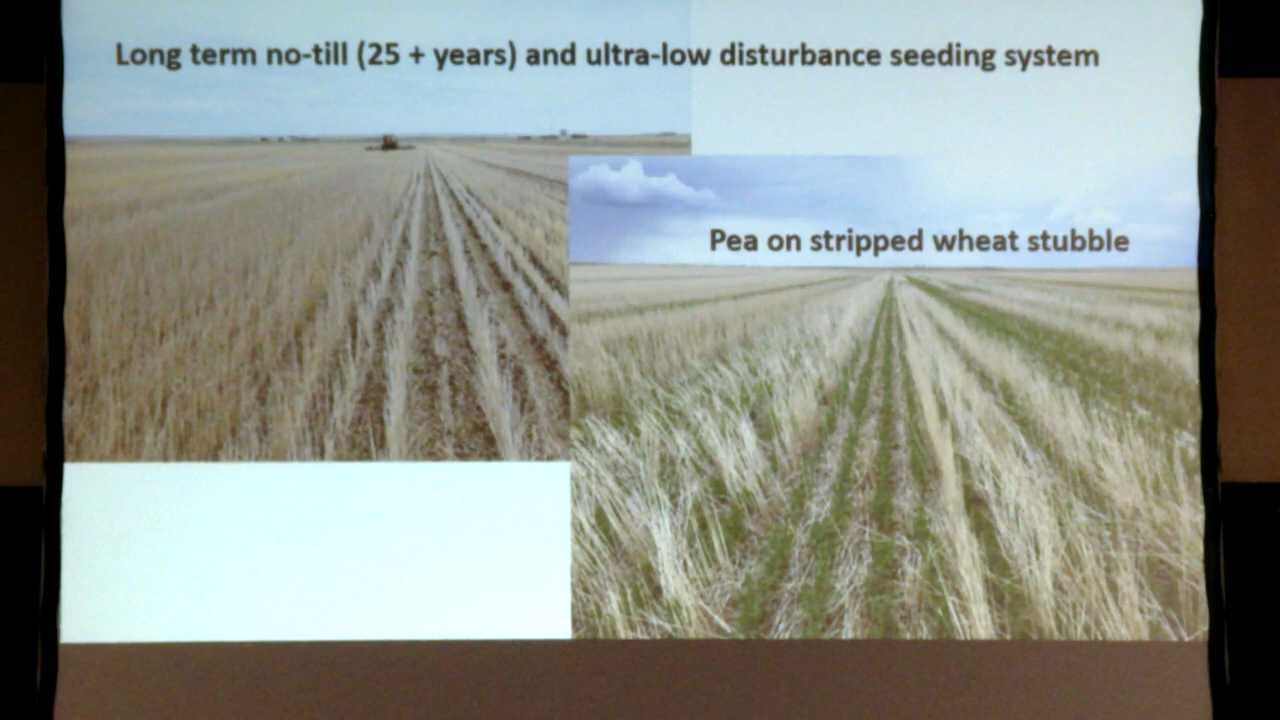 Long term no-till (25 + years) and ultra-low disturbance seeding system
Pea on stripped wheat stubble